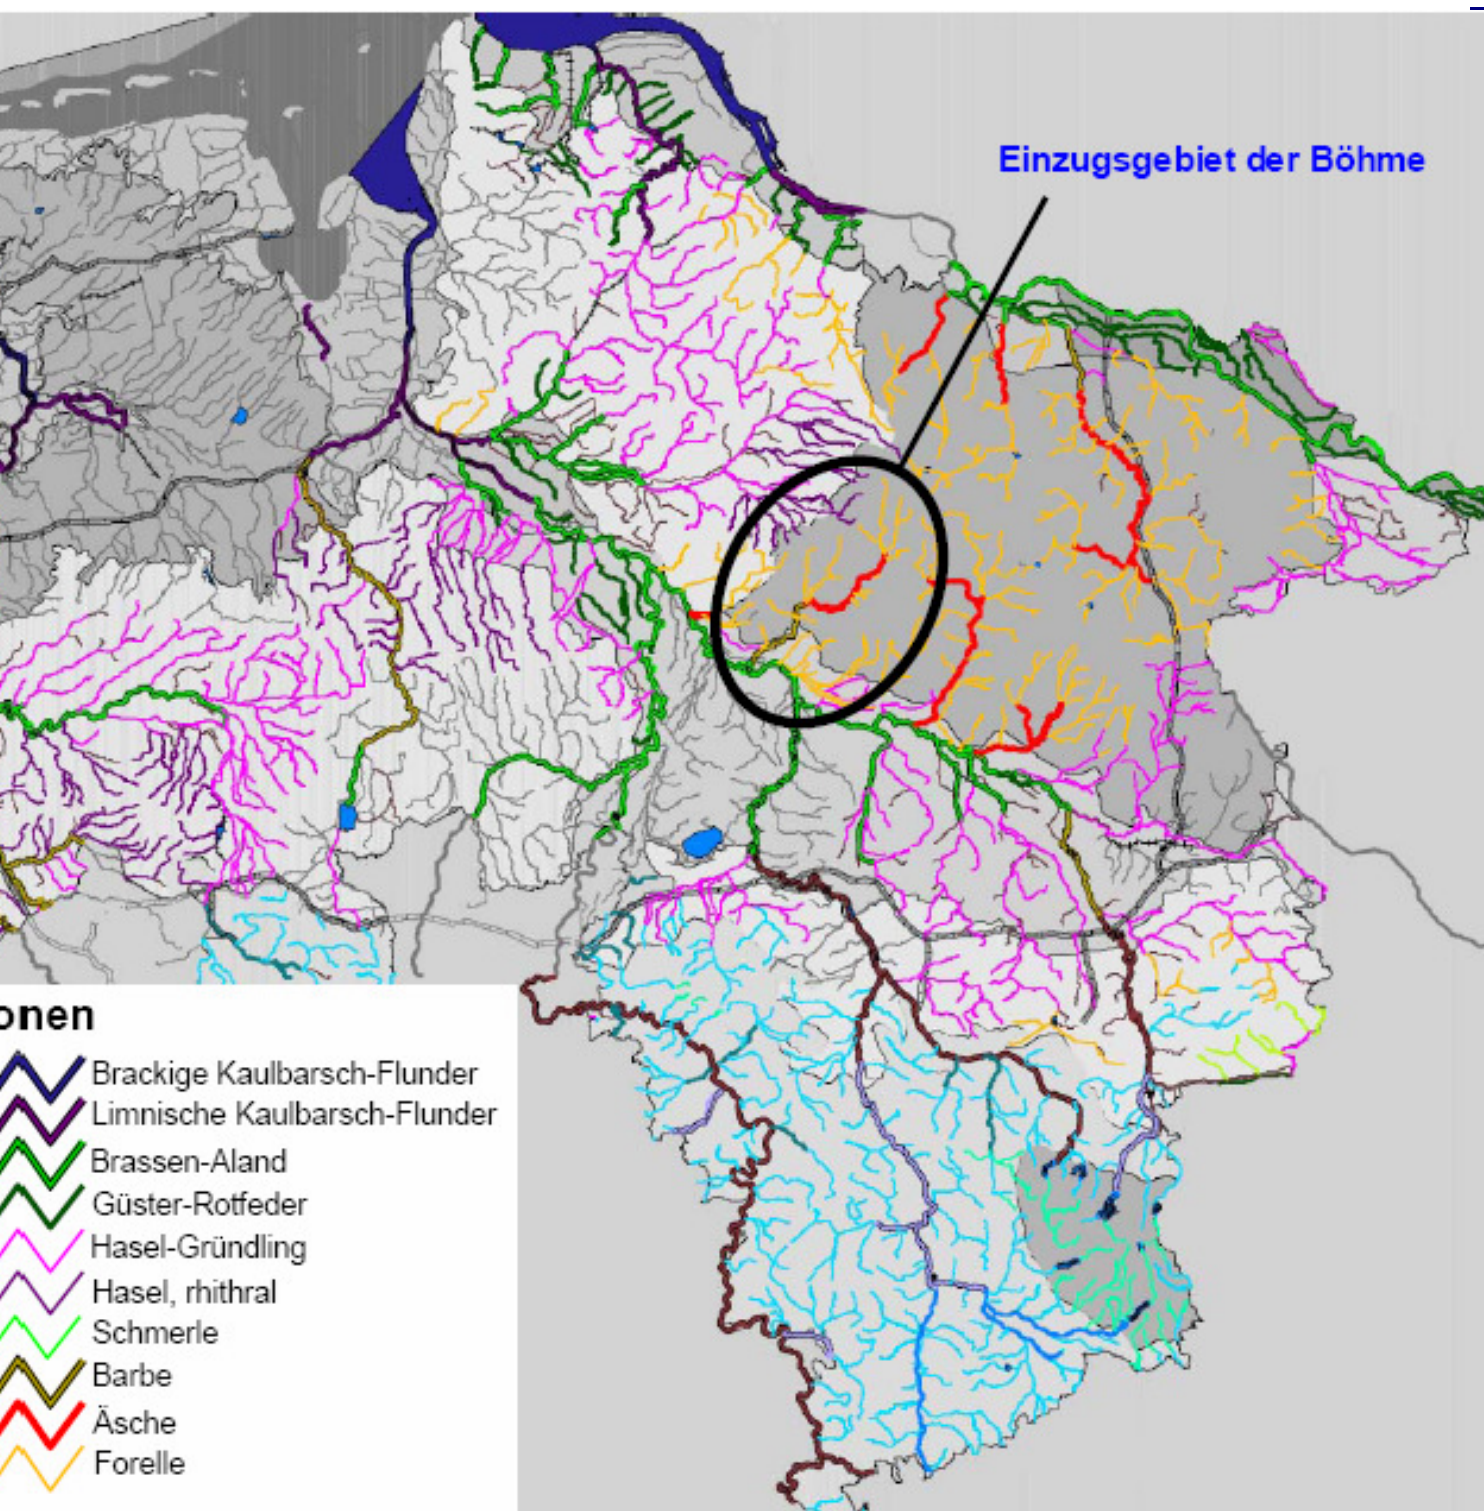 Einzugsgebiet der Böhme
onen
Brackige Kaulbarsch-Flunder
Limnische Kaulbarsch-Flunder
Brassen-Aland
Güster-Rotfeder
Hasel-Gründling
Hasel, rhithral
Schmerle
Barbe
Äsche
Forelle